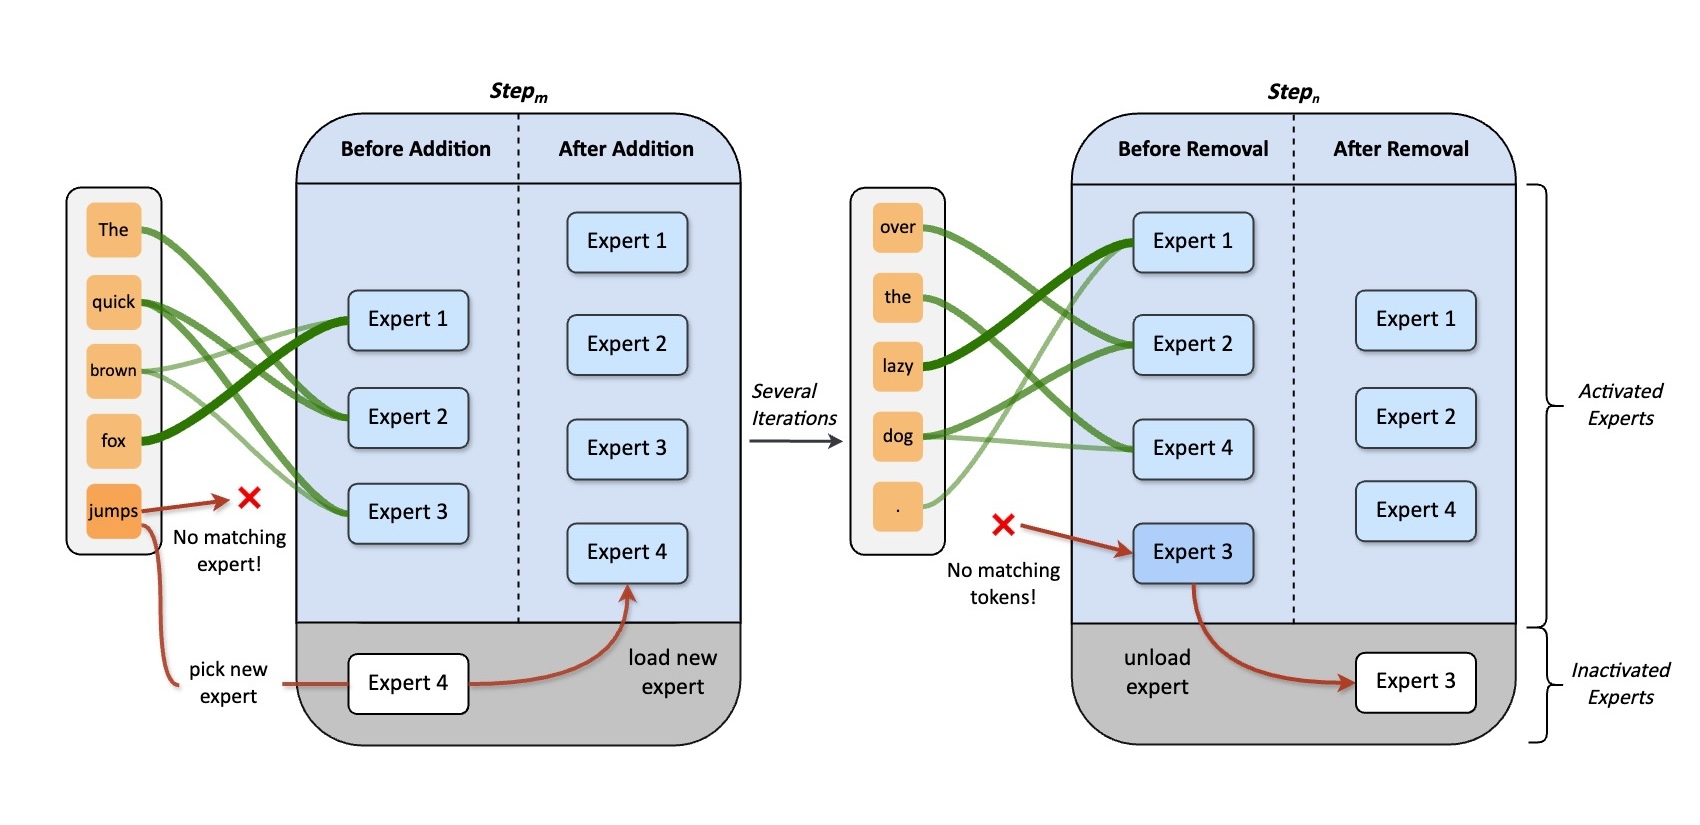 Step m
Before Addition
After Addition
The
quick
brown
fox
jumps
No matching
expert!
pick new
expert
Expert 1
Expert 2
Expert 3
Expert 4
Expert 1
Expert 2
Expert 3
Expert 4
load new
expert
Several
Iterations
Step n
Before Removal
After Removal
over
the
lazy
dog
.
No matching
tokens!
Expert 1
Expert 2
Expert 4
Expert 3
unload
expert
Expert 1
Expert 2
Expert 4
Expert 3
Activated
Experts
Inactivated
Experts